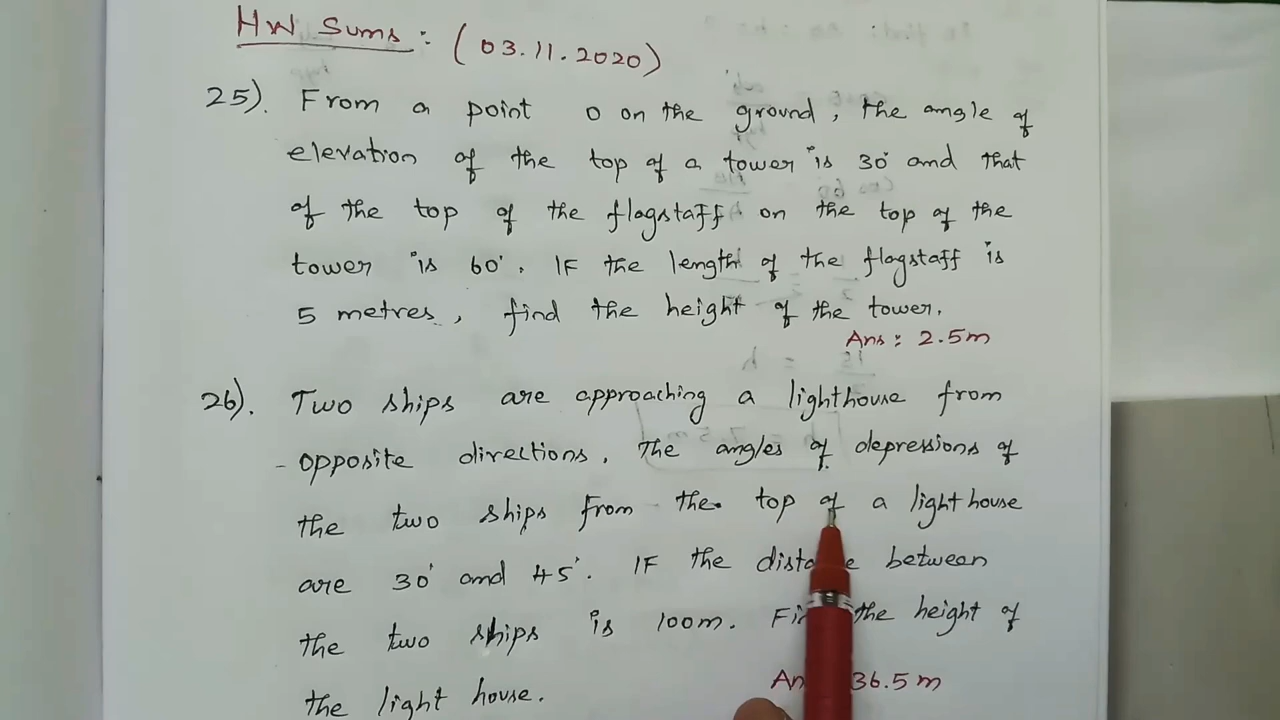 HW Sums : (03.11.2020)
25). From a point O on the ground, the angle of
elevation of the top of a tower is 30° and that
of the top of the flagstaff on the top of the
tower is 60°. IF the length of the flagstaff is
5 metres, find the height of the tower.
Ans : 2.5m
26). Two ships are approaching a lighthouse from
opposite directions. The angles of depressions of
the two ships from the top of a light house
are 30° and 45°. IF the between
the two ships is 100m. the height of
36.5 m
the light house.